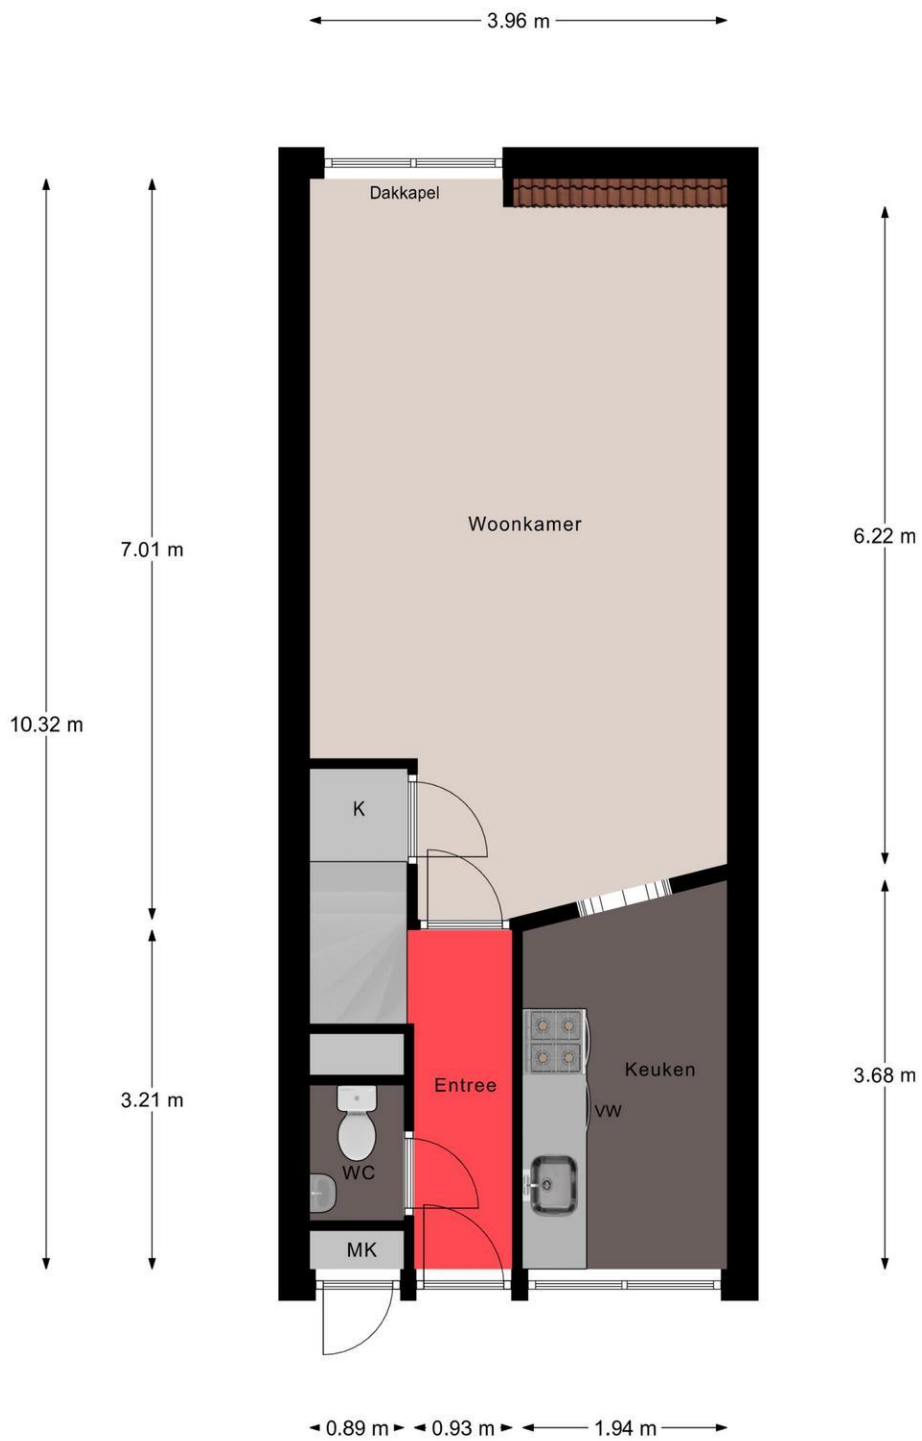 3.96 m
Dakkapel
Woonkamer
7.01 m
6.22 m
10.32 m
K
Keuken
3.68 m
Entree
3.21 m
VW
WC
MK
0.89 m
0.93 m
1.94 m